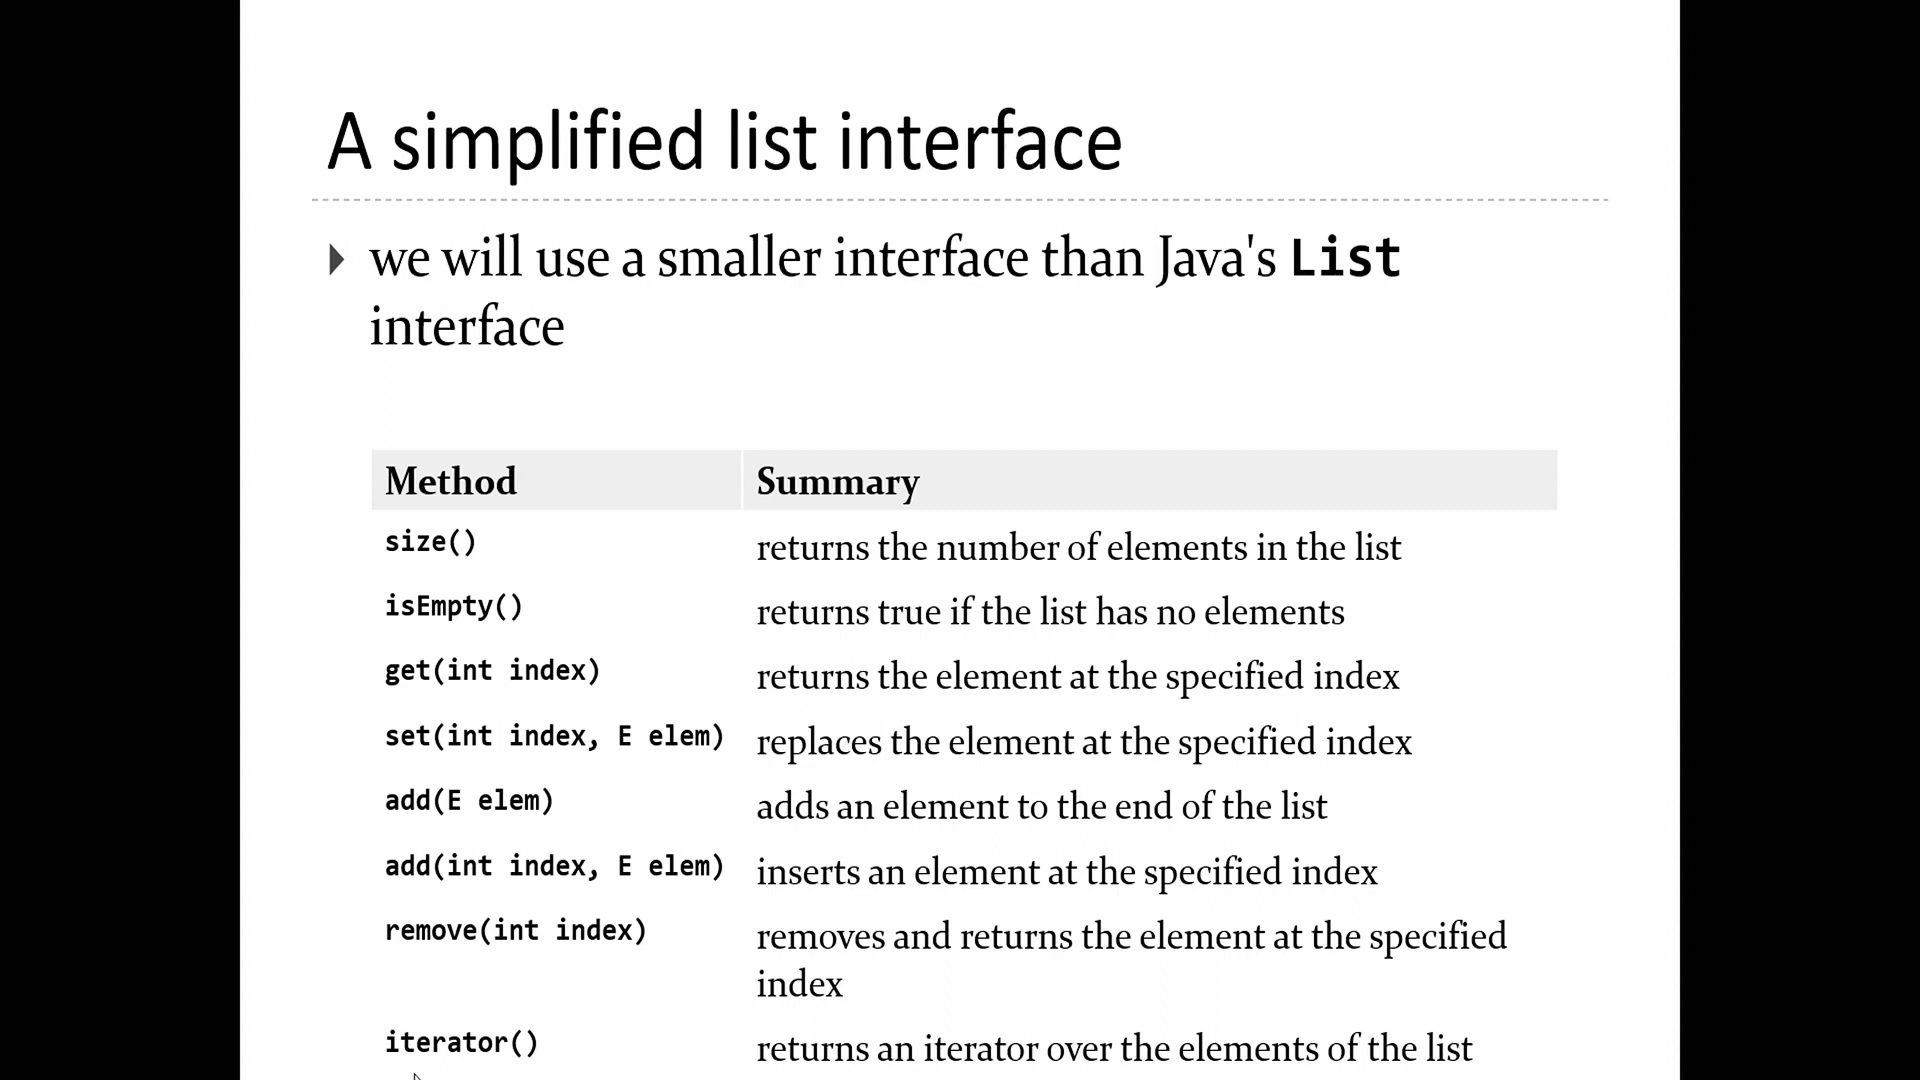 A simplified list interface
we will use a smaller interface than Java's List
interface
Method Summary
size() returns the number of elements in the list
isEmpty() returns true if the list has no elements
get(int index) returns the element at the specified index
set(int index, E elem) replaces the element at the specified index
add(E elem) adds an element to the end of the list
add(int index, E elem) inserts an element at the specified index
remove(int index) removes and returns the element at the specified
index
iterator() returns an iterator over the elements of the list